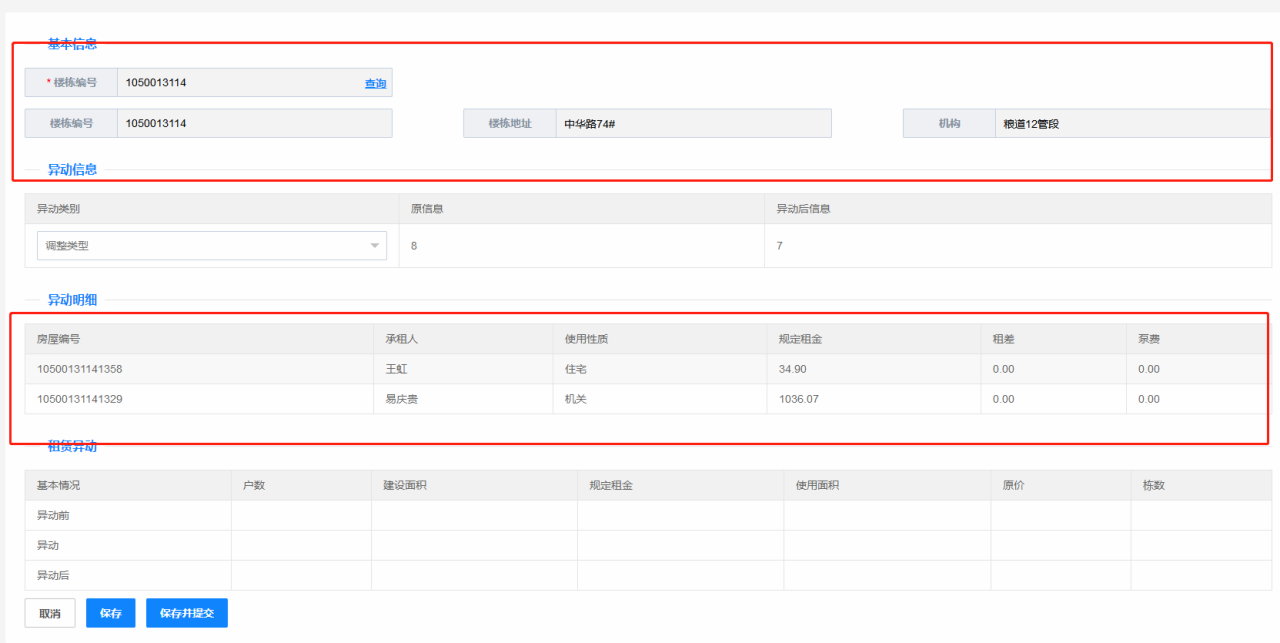 基本信息
* 楼栋编号 1050013114 查询
楼栋编号 1050013114 楼栋地址 中华路74# 机构 粮道12管段
异动信息
异动类别 原信息 异动后信息
调整类型 8 7
异动明细
房屋编号 承租人 使用性质 规定租金 租差 泵费
10500131141358 王虹 住宅 34.90 0.00 0.00
10500131141329 易庆贵 机关 1036.07 0.00 0.00
租赁异动
基本情况 户数 建设面积 规定租金 使用面积 原价 栋数
异动前
异动
异动后
取消 保存 保存并提交